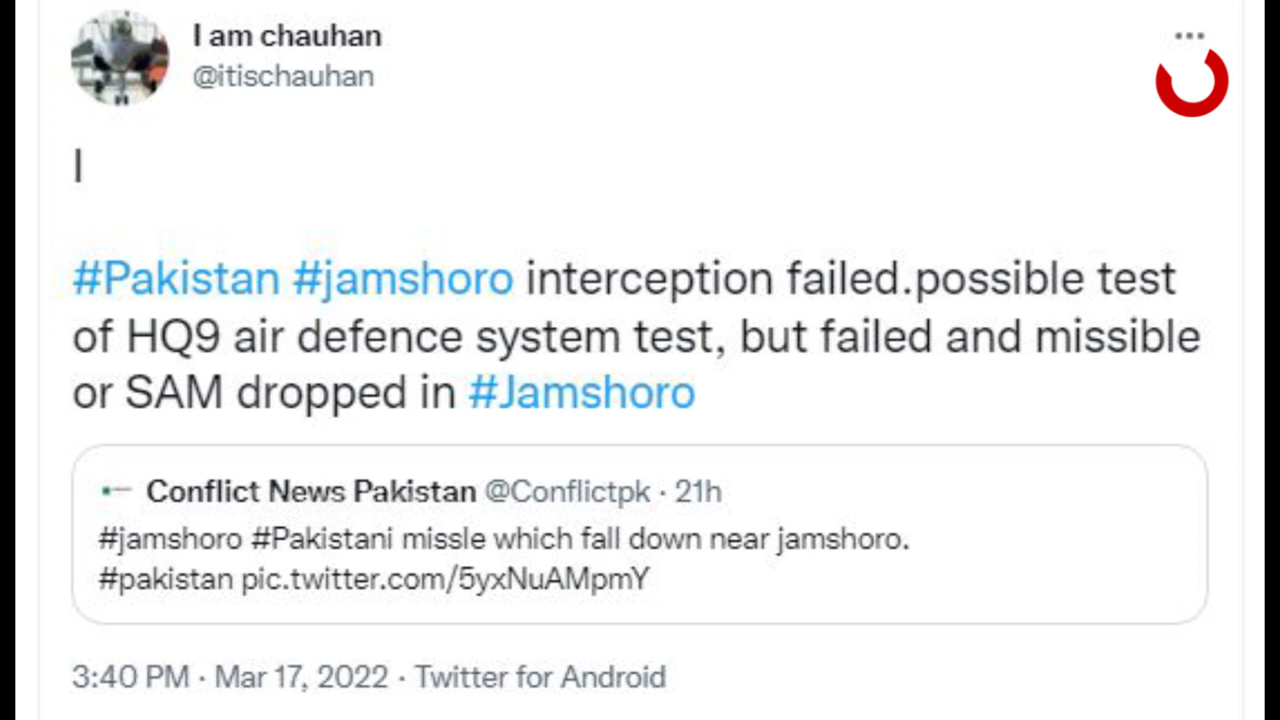 I am chauhan
@itischauhan
|
#Pakistan #jamshoro interception failed.possible test
of HQ9 air defence system test, but failed and missible
or SAM dropped in #Jamshoro
Conflict News Pakistan @Conflictpk · 21h
#jamshoro #Pakistani missle which fall down near jamshoro.
#pakistan pic.twitter.com/5yxNuAMpmY
3:40 PM · Mar 17, 2022 · Twitter for Android